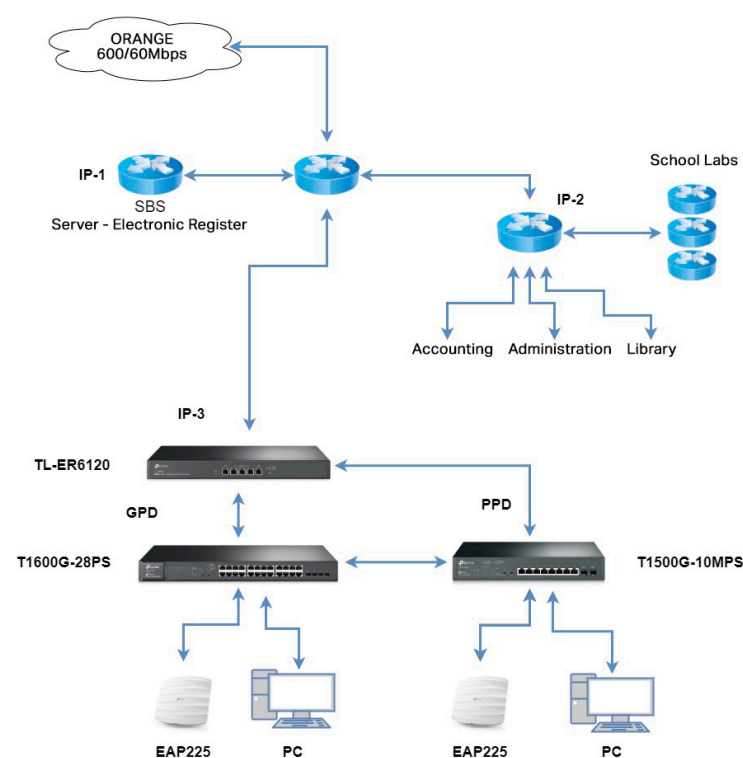 ORANGE
600/60Mbps
School Labs
IP-1
SBS
Server - Electronic Register
IP-2
Accounting
Administration
Library
IP-3
TL-ER6120
GPD
PPD
T1600G-28PS
T1500G-10MPS
EAP225
PC
EAP225
PC